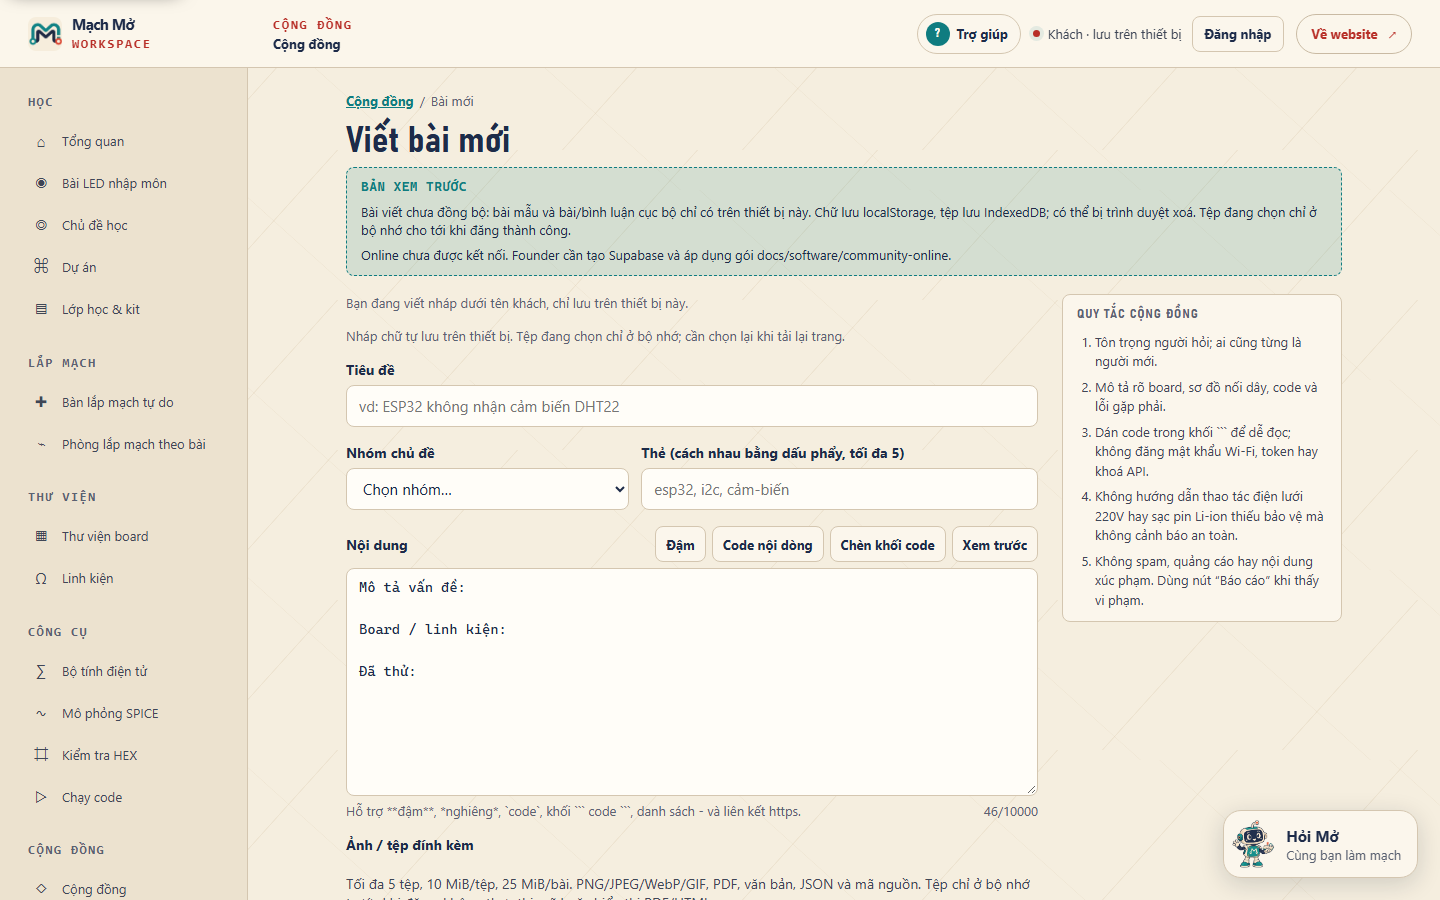 Mạch Mở
WORKSPACE
CỘNG ĐỒNG
Cộng đồng
? Trợ giúp
Khách · lưu trên thiết bị
Đăng nhập
Về website ↗
HỌC
Tổng quan
Bài LED nhập môn
Chủ đề học
Dự án
Lớp học & kit
LẮP MẠCH
Bàn lắp mạch tự do
Phòng lắp mạch theo bài
THƯ VIỆN
Thư viện board
Linh kiện
CÔNG CỤ
Bộ tính điện tử
Mô phỏng SPICE
Kiểm tra HEX
Chạy code
CỘNG ĐỒNG
Cộng đồng
Cộng đồng / Bài mới
Viết bài mới
BẢN XEM TRƯỚC
Bài viết chưa đồng bộ: bài mẫu và bài/bình luận cục bộ chỉ có trên thiết bị này. Chữ lưu localStorage, tệp lưu IndexedDB; có thể bị trình duyệt xoá. Tệp đang chọn chỉ ở
bộ nhớ cho tới khi đăng thành công.
Online chưa được kết nối. Founder cần tạo Supabase và áp dụng gói docs/software/community-online.
Bạn đang viết nháp dưới tên khách, chỉ lưu trên thiết bị này.
Nháp chữ tự lưu trên thiết bị. Tệp đang chọn chỉ ở bộ nhớ; cần chọn lại khi tải lại trang.
Tiêu đề
vd: ESP32 không nhận cảm biến DHT22
Nhóm chủ đề
Chọn nhóm...
Thẻ (cách nhau bằng dấu phẩy, tối đa 5)
esp32, i2c, cảm-biến
Nội dung
Đậm
Code nội dòng
Chèn khối code
Xem trước
Mô tả vấn đề:
Board / linh kiện:
Đã thử:
Hỗ trợ **đậm**, *nghiêng*, `code`, khối ``` code ```, danh sách - và liên kết https.
46/10000
Ảnh / tệp đính kèm
Tối đa 5 tệp, 10 MiB/tệp, 25 MiB/bài. PNG/JPEG/WebP/GIF, PDF, văn bản, JSON và mã nguồn. Tệp chỉ ở bộ nhớ
QUY TẮC CỘNG ĐỒNG
1. Tôn trọng người hỏi; ai cũng từng là
người mới.
2. Mô tả rõ board, sơ đồ nối dây, code và
lỗi gặp phải.
3. Dán code trong khối ``` để dễ đọc;
không đăng mật khẩu Wi-Fi, token hay
khoá API.
4. Không hướng dẫn thao tác điện lưới
220V hay sạc pin Li-ion thiếu bảo vệ mà
không cảnh báo an toàn.
5. Không spam, quảng cáo hay nội dung
xúc phạm. Dùng nút “Báo cáo” khi thấy
vi phạm.
Hỏi Mở
Cùng bạn làm mạch